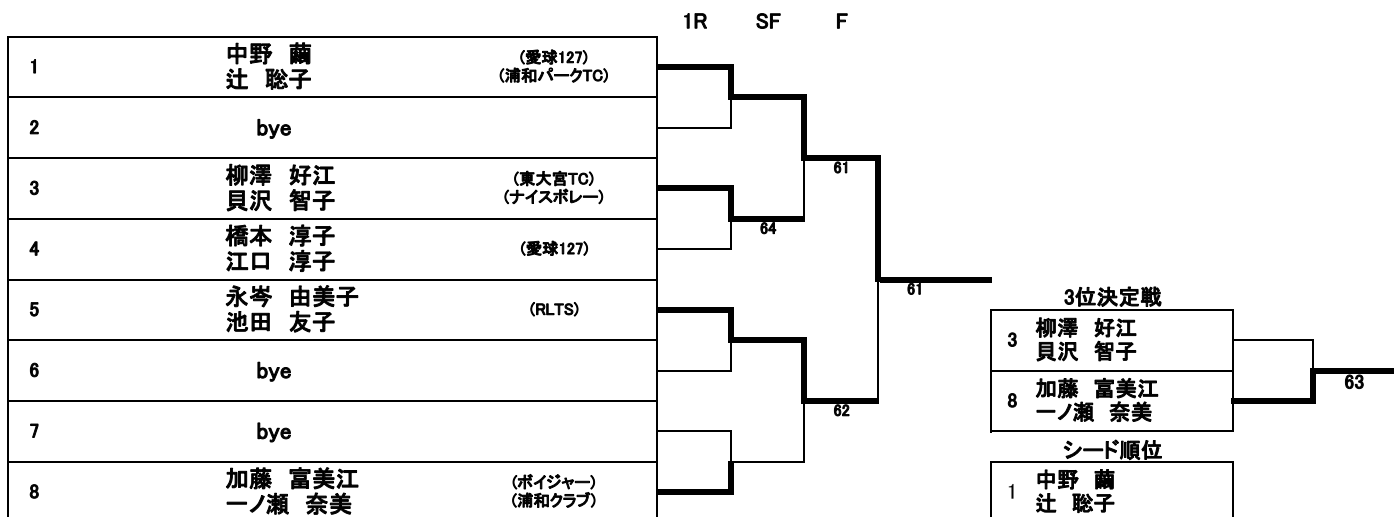 1R SF F
1 中野 繭 (愛球127)
辻 聡子 (浦和パークTC)
2 bye
3 柳澤 好江 (東大宮TC)
貝沢 智子 (ナイスボレー)
4 橋本 淳子 (愛球127)
江口 淳子
5 永岑 由美子 (RLTS)
池田 友子
6 bye
7 bye
8 加藤 富美江 (ボイジャー)
一ノ瀬 奈美 (浦和クラブ)
64
61
62
61
3位決定戦
3 柳澤 好江
貝沢 智子
8 加藤 富美江
一ノ瀬 奈美
63
シード順位
1 中野 繭
辻 聡子